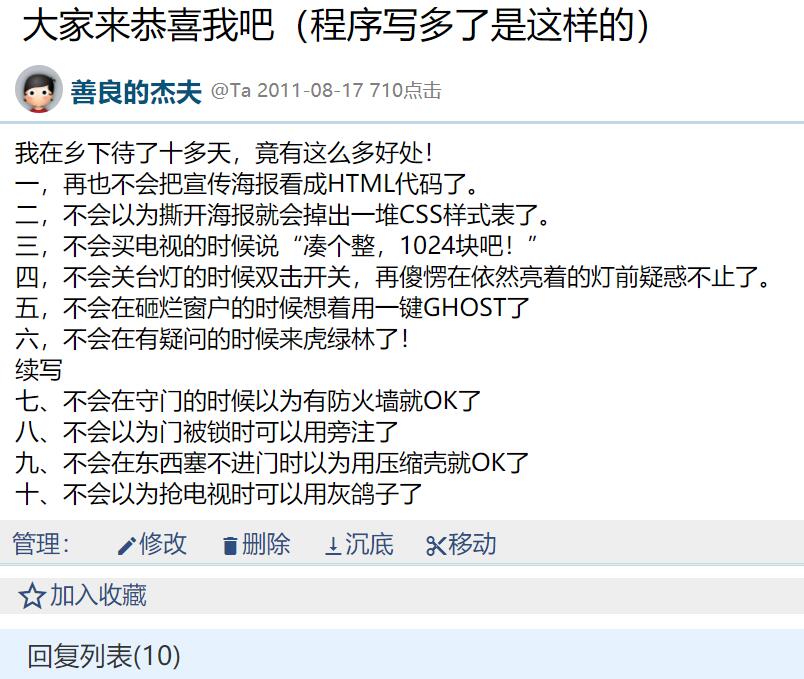 大家来恭喜我吧（程序写多了是这样的）
善良的杰夫 @Ta 2011-08-17 710点击
我在乡下待了十多天，竟有这么多好处！
一，再也不会把宣传海报看成HTML代码了。
二，不会以为撕开海报就会掉出一堆CSS样式表了。
三，不会买电视的时候说“凑个整，1024块吧！”
四，不会关台灯的时候双击开关，再傻愣在依然亮着的灯前疑惑不止了。
五，不会在砸烂窗户的时候想着用一键GHOST了
六，不会在有疑问的时候来虎绿林了！
续写
七、不会在守门的时候以为有防火墙就OK了
八、不会以为门被锁时可以用旁注了
九、不会在东西塞不进门时以为用压缩壳就OK了
十、不会以为抢电视时可以用灰鸽子了
管理： 修改 删除 沉底 移动
加入收藏
回复列表(10)